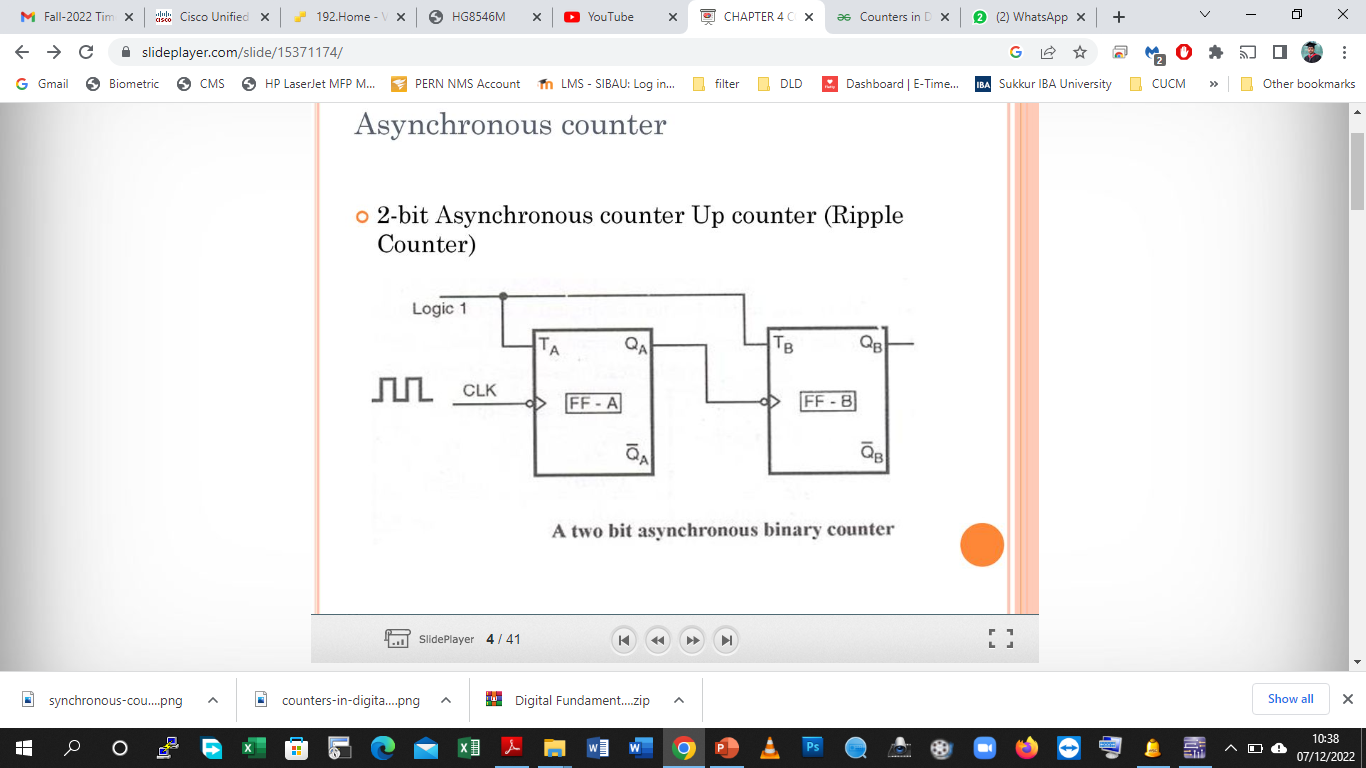 Fall-2022 Tim
Cisco Unified
192.Home - V
HG8546M
YouTube
CHAPTER 4 C
Counters in D
(2) WhatsApp
slideplayer.com/slide/15371174/
2
Gmail
Biometric
CMS
HP LaserJet MFP M...
PERN NMS Account
LMS - SIBAU: Log in...
filter
DLD
Dashboard | E-Time...
IBA
Sukkur IBA University
CUCM
»
Other bookmarks
Asynchronous counter
2-bit Asynchronous counter Up counter (Ripple
Counter)
Logic 1
TA
QA
TB
QB
CLK
FF - A
FF - B
Q̅A
Q̅B
A two bit asynchronous binary counter
SlidePlayer 4 / 41
synchronous-cou....png
counters-in-digita....png
Digital Fundament....zip
Show all
10:38
07/12/2022